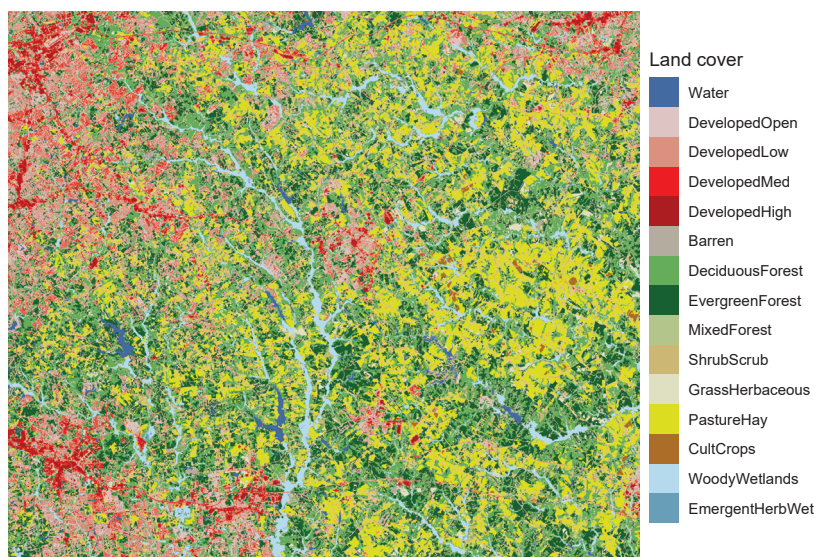 Land cover
Water
DevelopedOpen
DevelopedLow
DevelopedMed
DevelopedHigh
Barren
DeciduousForest
EvergreenForest
MixedForest
ShrubScrub
GrassHerbaceous
PastureHay
CultCrops
WoodyWetlands
EmergentHerbWet